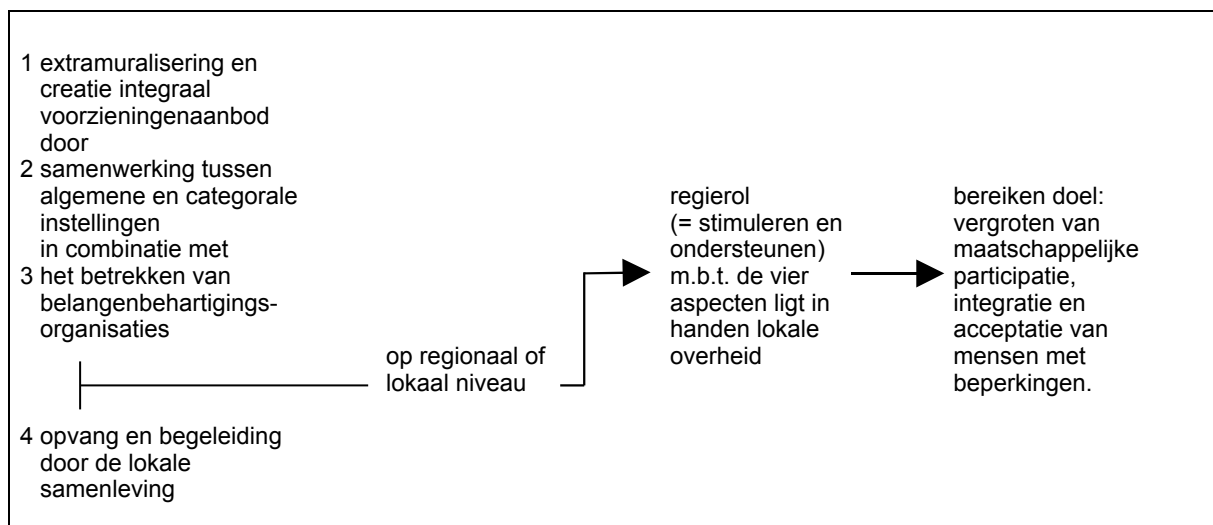 1 extramuralisering en
creatie integraal
voorzieningenaanbod
door
2 samenwerking tussen
algemene en categorale
instellingen
in combinatie met
3 het betrekken van
belangenbehartigings-
organisaties
op regionaal of
lokaal niveau
4 opvang en begeleiding
door de lokale
samenleving
regierol
(= stimuleren en
ondersteunen)
m.b.t. de vier
aspecten ligt in
handen lokale
overheid
bereiken doel:
vergroten van
maatschappelijke
participatie,
integratie en
acceptatie van
mensen met
beperkingen.